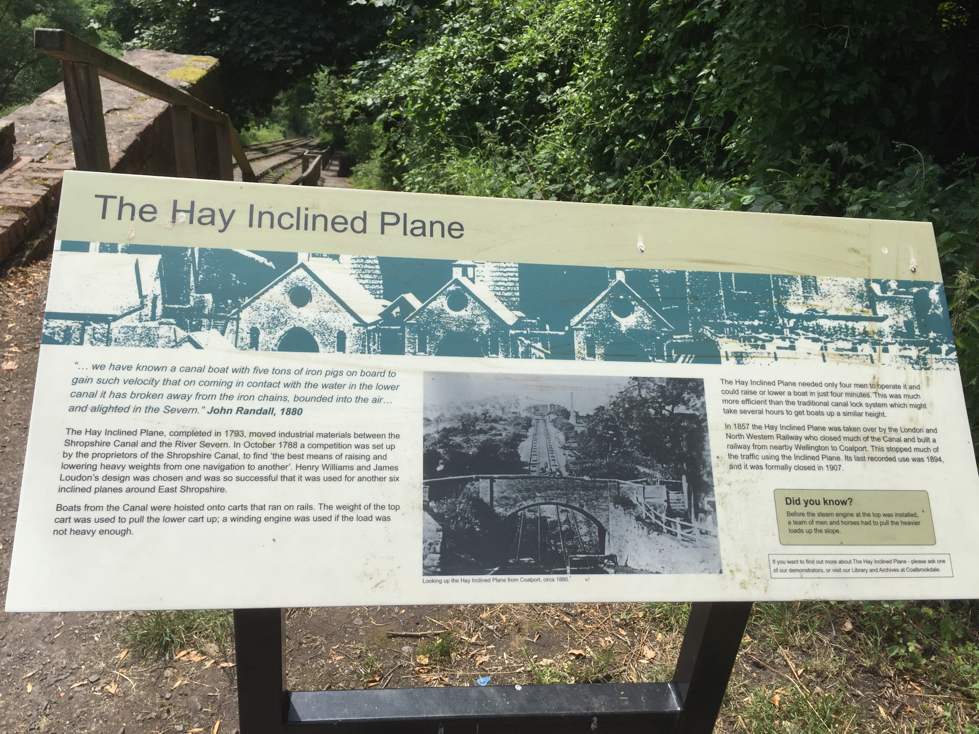 The Hay Inclined Plane
"... we have known a canal boat with five tons of iron pigs on board to
gain such velocity that on coming in contact with the water in the lower
canal it has broken away from the iron chains, bounded into the air...
and alighted in the Severn." John Randall, 1880
The Hay Inclined Plane, completed in 1793, moved industrial materials between the
Shropshire Canal and the River Severn. In October 1788 a competition was set up
by the proprietors of the Shropshire Canal, to find 'the best means of raising and
lowering heavy weights from one navigation to another'. Henry Williams and James
Loudon's design was chosen and was so successful that it was used for another six
inclined planes around East Shropshire.
Boats from the Canal were hoisted onto carts that ran on rails. The weight of the top
cart was used to pull the lower cart up; a winding engine was used if the load was
not heavy enough.
Looking up the Hay Inclined Plane from Coalport, circa 1880.
The Hay Inclined Plane needed only four men to operate it and
could raise or lower a boat in just four minutes. This was much
more efficient than the traditional canal lock system which might
take several hours to get boats up a similar height.
In 1857 the Hay Inclined Plane was taken over by the London and
North Western Railway who closed much of the Canal and built a
railway from nearby Wellington to Coalport. This stopped much of
the traffic using the Inclined Plane. Its last recorded use was 1894,
and it was formally closed in 1907.
Did you know?
Before the steam engine at the top was installed,
a team of men and horses had to pull the heavier
loads up the slope.
If you want to find out more about The Hay Inclined Plane - please ask one
of our demonstrators, or visit our Library and Archives at Coalbrookdale.